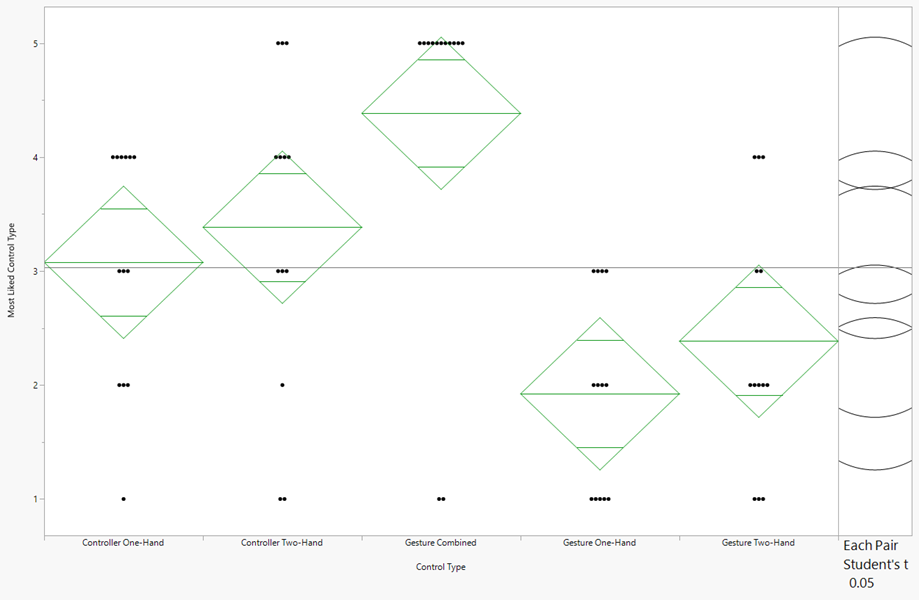 Most Liked Control Type
5
4
3
2
1
Controller One-Hand
Controller Two-Hand
Gesture Combined
Gesture One-Hand
Gesture Two-Hand
Control Type
Each Pair
Student's t
0.05